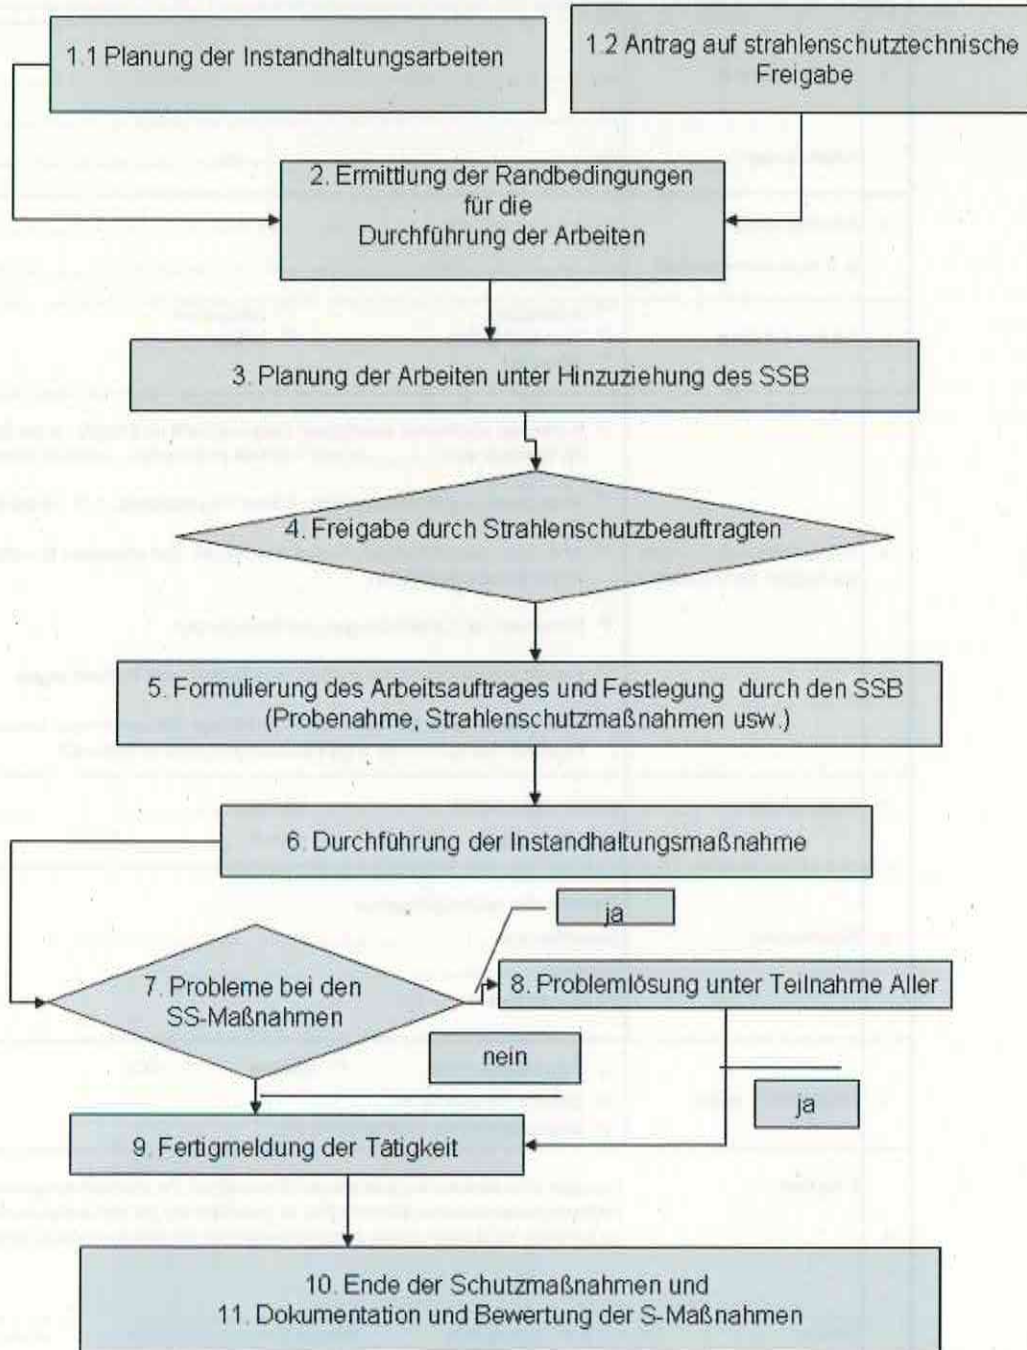 1.1 Planung der Instandhaltungsarbeiten
1.2 Antrag auf strahlenschutztechnische
Freigabe
2. Ermittlung der Randbedingungen
für die
Durchführung der Arbeiten
3. Planung der Arbeiten unter Hinzuziehung des SSB
4. Freigabe durch Strahlenschutzbeauftragten
5. Formulierung des Arbeitsauftrages und Festlegung durch den SSB
(Probenahme, Strahlenschutzmaßnahmen usw.)
6. Durchführung der Instandhaltungsmaßnahme
ja
7. Probleme bei den
SS-Maßnahmen
8. Problemlösung unter Teilnahme Aller
nein
ja
9. Fertigmeldung der Tätigkeit
10. Ende der Schutzmaßnahmen und
11. Dokumentation und Bewertung der S-Maßnahmen